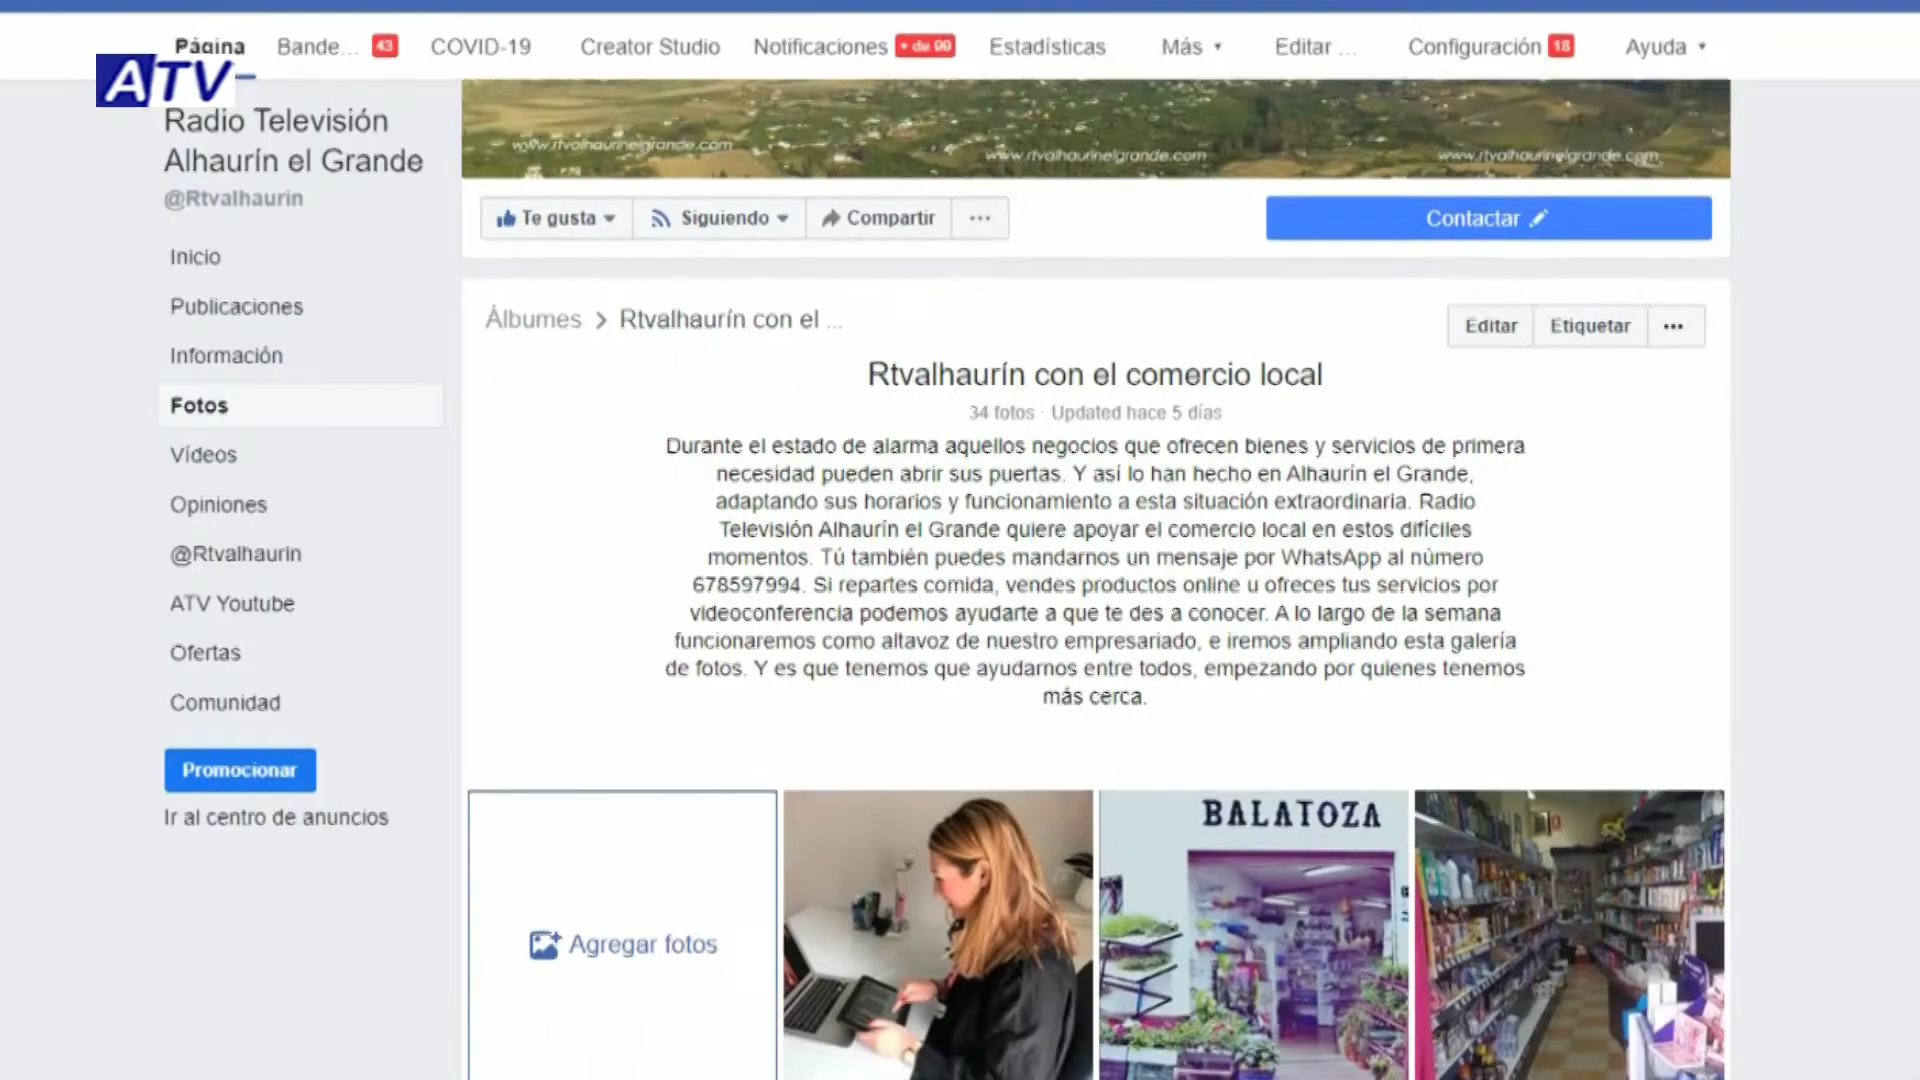 Página
Bande... 43
COVID-19
Creator Studio
Notificaciones + de 99
Estadísticas
Más
Editar ...
Configuración 18
Ayuda
ATV
Radio Televisión
Alhaurín el Grande
@Rtvalhaurin
Inicio
Publicaciones
Información
Fotos
Vídeos
Opiniones
@Rtvalhaurin
ATV Youtube
Ofertas
Comunidad
Promocionar
Ir al centro de anuncios
www.rtvalhaurinelgrande.com
www.rtvalhaurinelgrande.com
www.rtvalhaurinelgrande.com
Te gusta
Siguiendo
Compartir
...
Contactar
Álbumes > Rtvalhaurín con el ...
Editar
Etiquetar
...
Rtvalhaurín con el comercio local
34 fotos · Updated hace 5 días
Durante el estado de alarma aquellos negocios que ofrecen bienes y servicios de primera
necesidad pueden abrir sus puertas. Y así lo han hecho en Alhaurín el Grande,
adaptando sus horarios y funcionamiento a esta situación extraordinaria. Radio
Televisión Alhaurín el Grande quiere apoyar el comercio local en estos difíciles
momentos. Tú también puedes mandarnos un mensaje por WhatsApp al número
678597994. Si repartes comida, vendes productos online u ofreces tus servicios por
videoconferencia podemos ayudarte a que te des a conocer. A lo largo de la semana
funcionaremos como altavoz de nuestro empresariado, e iremos ampliando esta galería
de fotos. Y es que tenemos que ayudarnos entre todos, empezando por quienes tenemos
más cerca.
Agregar fotos
BALATOZA